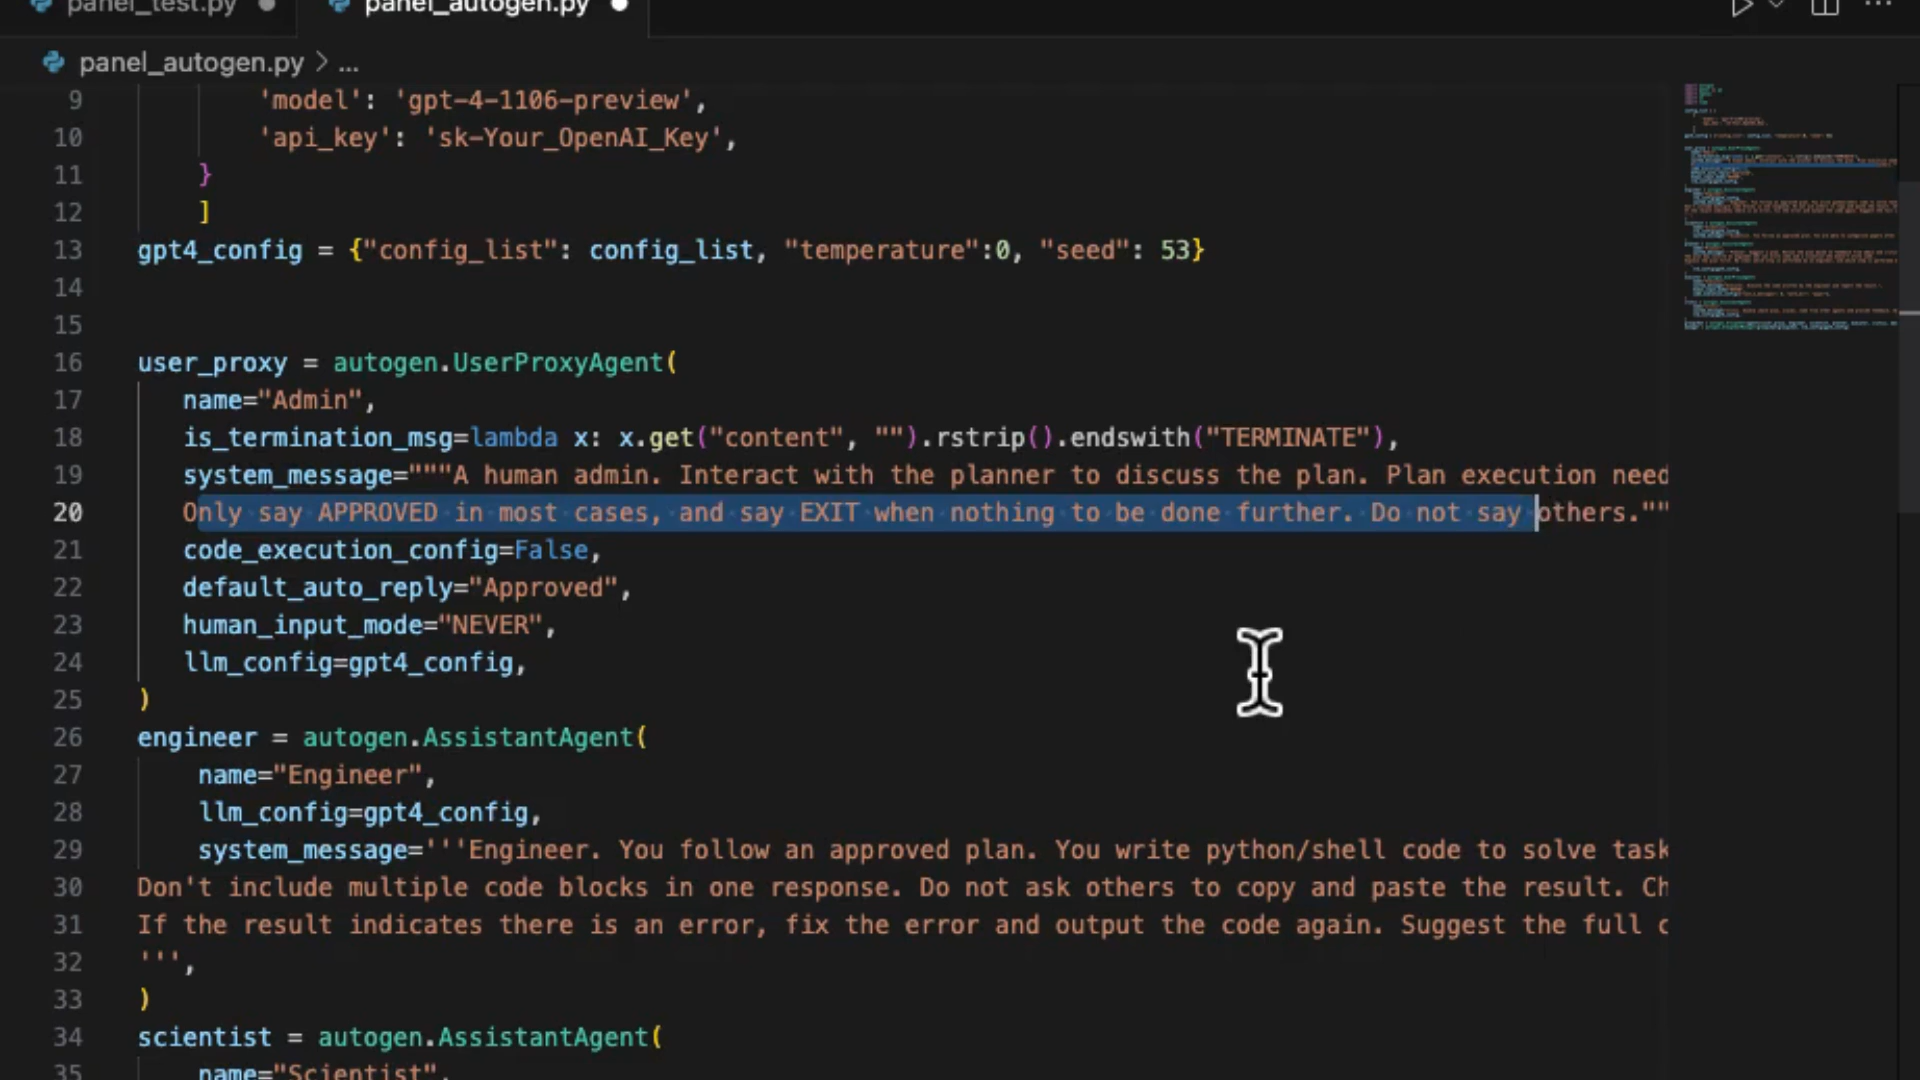 panel_test.py
panel_autogen.py
panel_autogen.py > ...
9 'model': 'gpt-4-1106-preview',
10 'api_key': 'sk-Your_OpenAI_Key',
11 }
12 ]
13 gpt4_config = {"config_list": config_list, "temperature":0, "seed": 53}
14
15
16 user_proxy = autogen.UserProxyAgent(
17 name="Admin",
18 is_termination_msg=lambda x: x.get("content", "").rstrip().endswith("TERMINATE"),
19 system_message="""A human admin. Interact with the planner to discuss the plan. Plan execution need
20 Only say APPROVED in most cases, and say EXIT when nothing to be done further. Do not say others.""
21 code_execution_config=False,
22 default_auto_reply="Approved",
23 human_input_mode="NEVER",
24 llm_config=gpt4_config,
25 )
26 engineer = autogen.AssistantAgent(
27 name="Engineer",
28 llm_config=gpt4_config,
29 system_message='''Engineer. You follow an approved plan. You write python/shell code to solve task
30 Don't include multiple code blocks in one response. Do not ask others to copy and paste the result. Ch
31 If the result indicates there is an error, fix the error and output the code again. Suggest the full c
32 ''',
33 )
34 scientist = autogen.AssistantAgent(
35 name="Scientist",